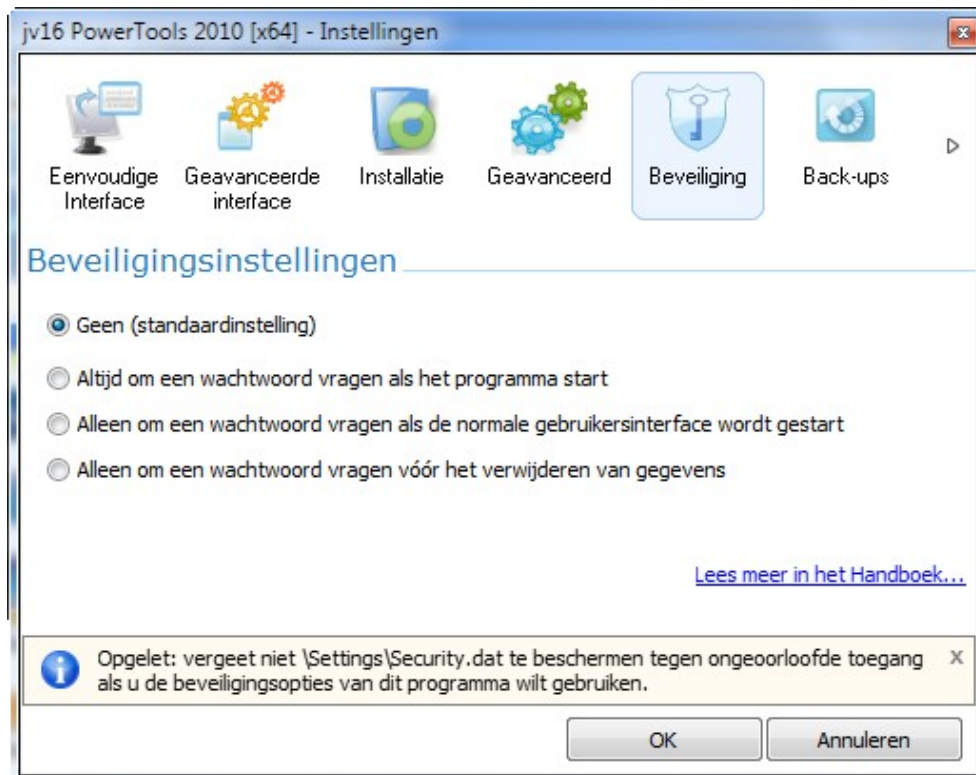 jv16 PowerTools 2010 [x64] - Instellingen
Eenvoudige Interface
Geavanceerde interface
Installatie
Geavanceerd
Beveiliging
Back-ups
Beveiligingsinstellingen
Geen (standaardinstelling)
Altijd om een wachtwoord vragen als het programma start
Alleen om een wachtwoord vragen als de normale gebruikersinterface wordt gestart
Alleen om een wachtwoord vragen vóór het verwijderen van gegevens
Lees meer in het Handboek...
Opgelet: vergeet niet \Settings\Security.dat te beschermen tegen ongeoorloofde toegang
als u de beveiligingsopties van dit programma wilt gebruiken.
OK
Annuleren